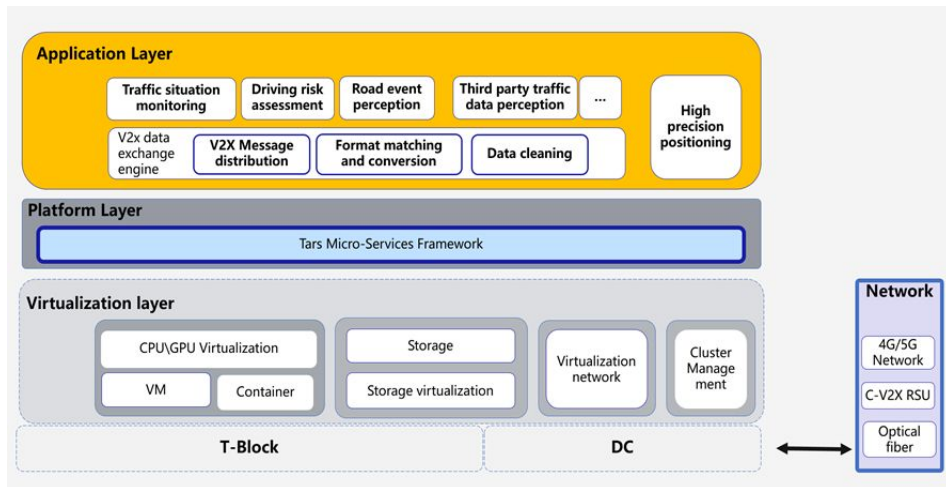 Application Layer
Traffic situation
monitoring
Driving risk
assessment
Road event
perception
Third party traffic
data perception
...
High
precision
positioning
V2x data
exchange
engine
V2X Message
distribution
Format matching
and conversion
Data cleaning
Platform Layer
Tars Micro-Services Framework
Virtualization layer
CPU\GPU Virtualization
VM
Container
Storage
Storage virtualization
Virtualization
network
Cluster
Manage
ment
T-Block
DC
Network
4G/5G
Network
C-V2X RSU
Optical
fiber